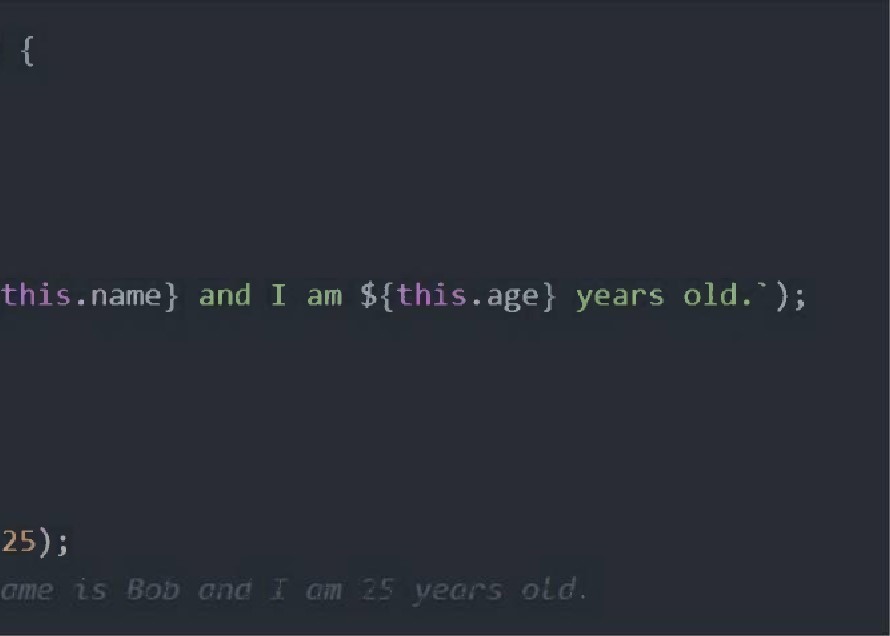 {
this.name} and I am ${this.age} years old.`);
25);
ame is Bob and I am 25 years old.